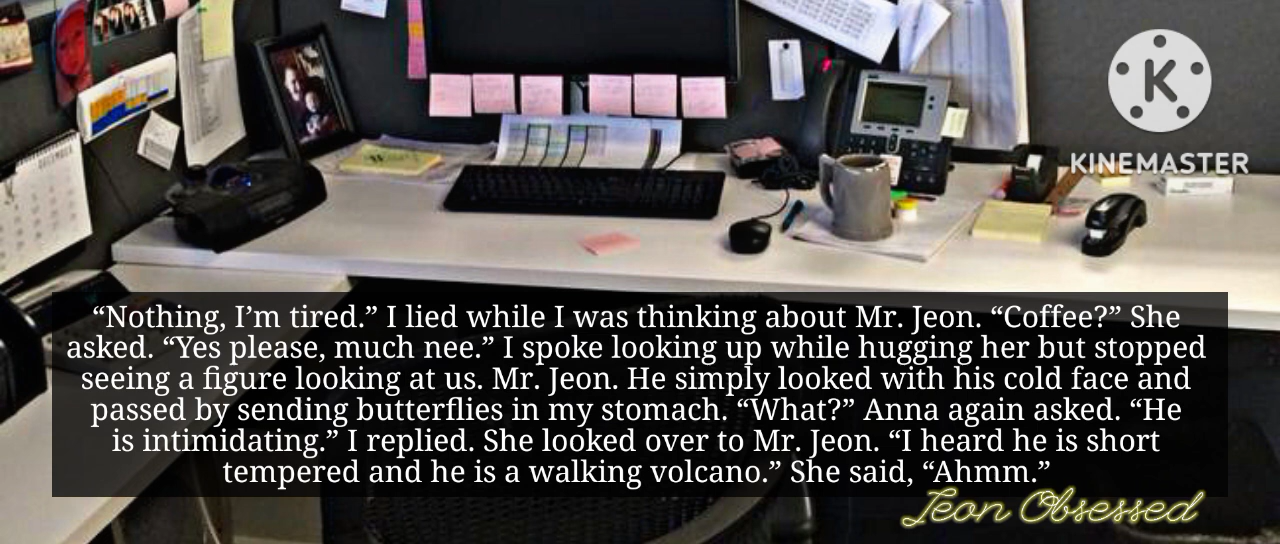 DECEMBER
K
KINEMASTER
“Nothing, I’m tired.” I lied while I was thinking about Mr. Jeon. “Coffee?” She
asked. “Yes please, much nee.” I spoke looking up while hugging her but stopped
seeing a figure looking at us. Mr. Jeon. He simply looked with his cold face and
passed by sending butterflies in my stomach. “What?” Anna again asked. “He
is intimidating.” I replied. She looked over to Mr. Jeon. “I heard he is short
tempered and he is a walking volcano.” She said, “Ahmm.”
Jeon Obsessed